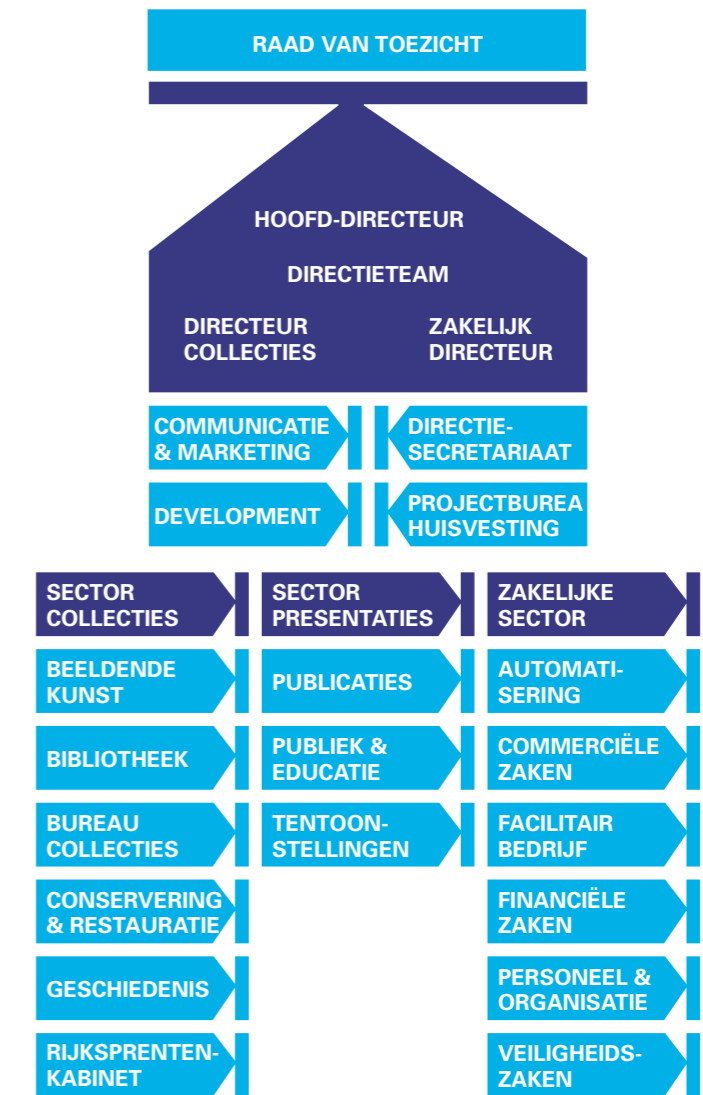 RAAD VAN TOEZICHT
HOOFD-DIRECTEUR
DIRECTIETEAM
DIRECTEUR
COLLECTIES
ZAKELIJK
DIRECTEUR
COMMUNICATIE
& MARKETING
DIRECTIE-
SECRETARIAAT
DEVELOPMENT
PROJECTBUREA
HUISVESTING
SECTOR
COLLECTIES
BEELDENDE
KUNST
BIBLIOTHEEK
BUREAU
COLLECTIES
CONSERVERING
& RESTAURATIE
GESCHIEDENIS
RIJKSPRENTEN-
KABINET
SECTOR
PRESENTATIES
PUBLICATIES
PUBLIEK &
EDUCATIE
TENTOON-
STELLINGEN
ZAKELIJKE
SECTOR
AUTOMATI-
SERING
COMMERCIËLE
ZAKEN
FACILITAIR
BEDRIJF
FINANCIËLE
ZAKEN
PERSONEEL &
ORGANISATIE
VEILIGHEIDS-
ZAKEN